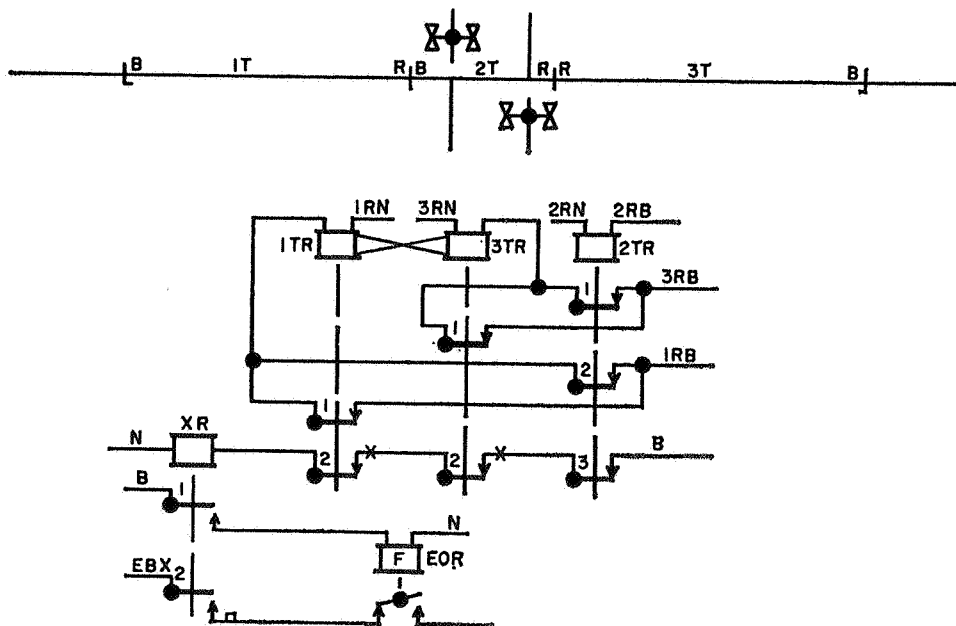 B 1T R B 2T R R 3T B
1RN 3RN 2RN 2RB
1TR 3TR 2TR
1 3RB
1
2 1RB
1
XR
N 2 2 3 B
B 1
N
F EOR
EBX 2 1